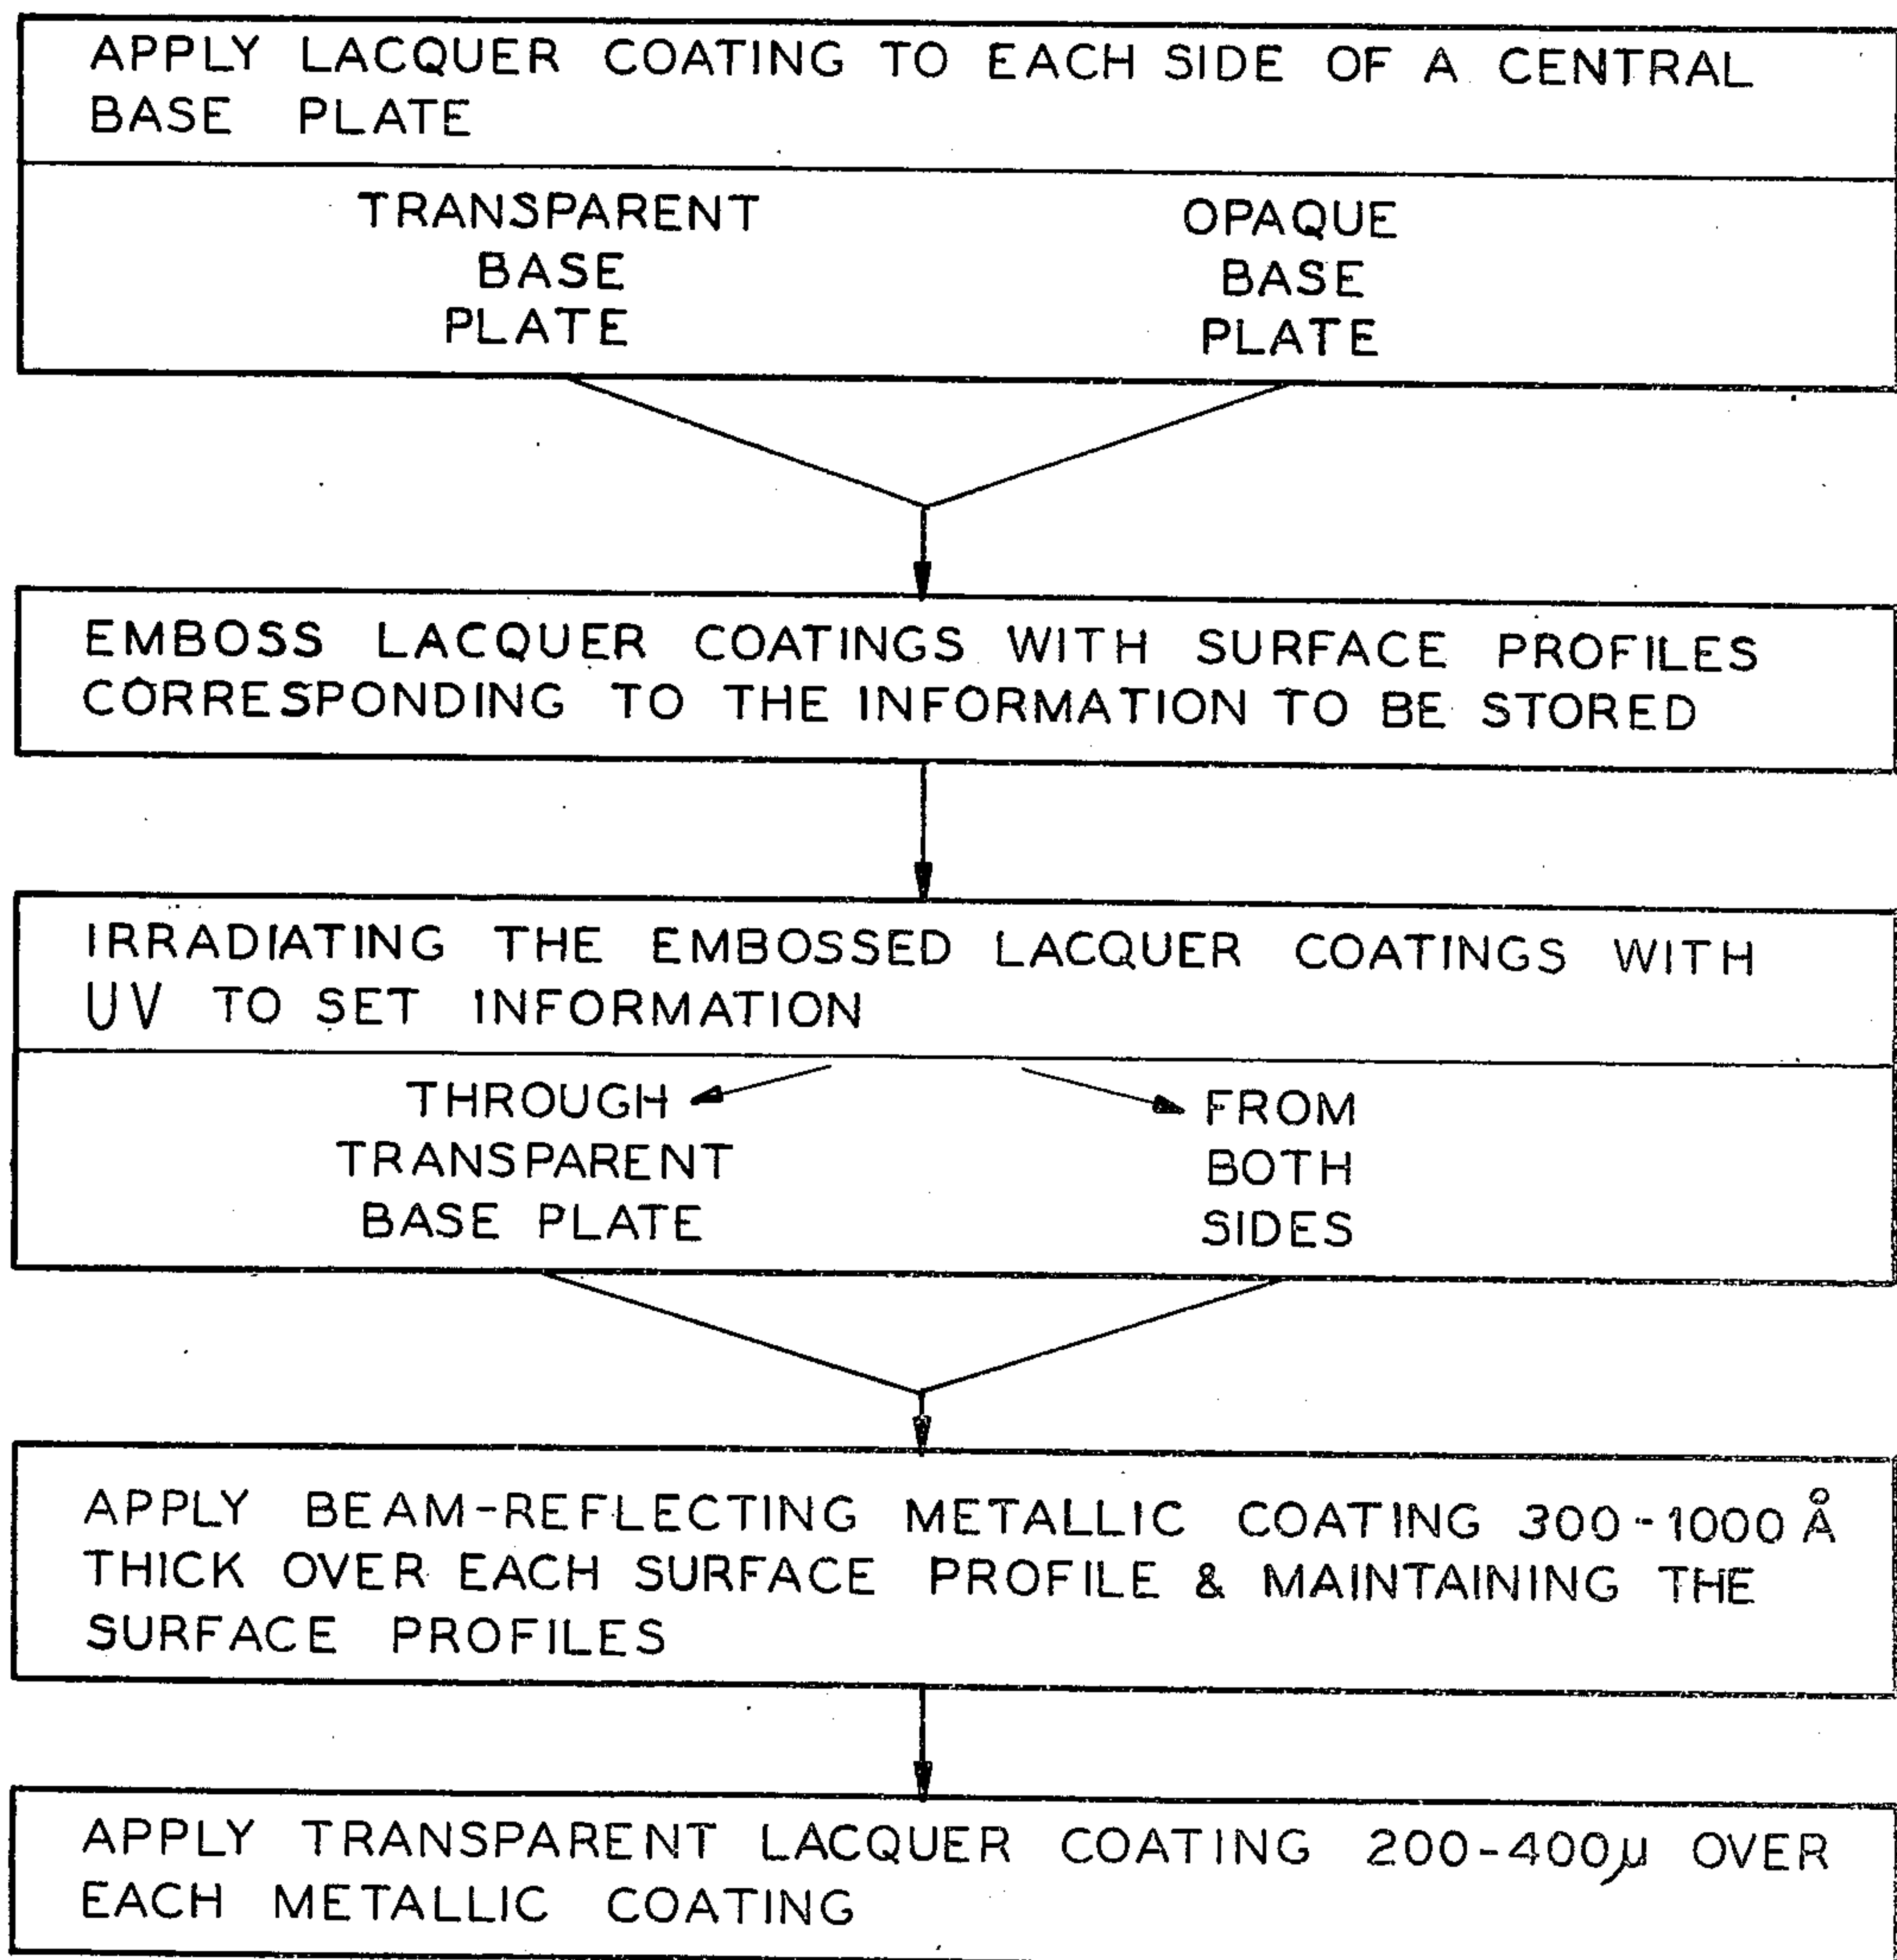 APPLY LACQUER COATING TO EACH SIDE OF A CENTRAL
BASE PLATE
TRANSPARENT
BASE
PLATE
OPAQUE
BASE
PLATE
EMBOSS LACQUER COATINGS WITH SURFACE PROFILES
CORRESPONDING TO THE INFORMATION TO BE STORED
IRRADIATING THE EMBOSSED LACQUER COATINGS WITH
UV TO SET INFORMATION
THROUGH
TRANSPARENT
BASE PLATE
FROM
BOTH
SIDES
APPLY BEAM-REFLECTING METALLIC COATING 300-1000 Å
THICK OVER EACH SURFACE PROFILE & MAINTAINING THE
SURFACE PROFILES
APPLY TRANSPARENT LACQUER COATING 200-400µ OVER
EACH METALLIC COATING